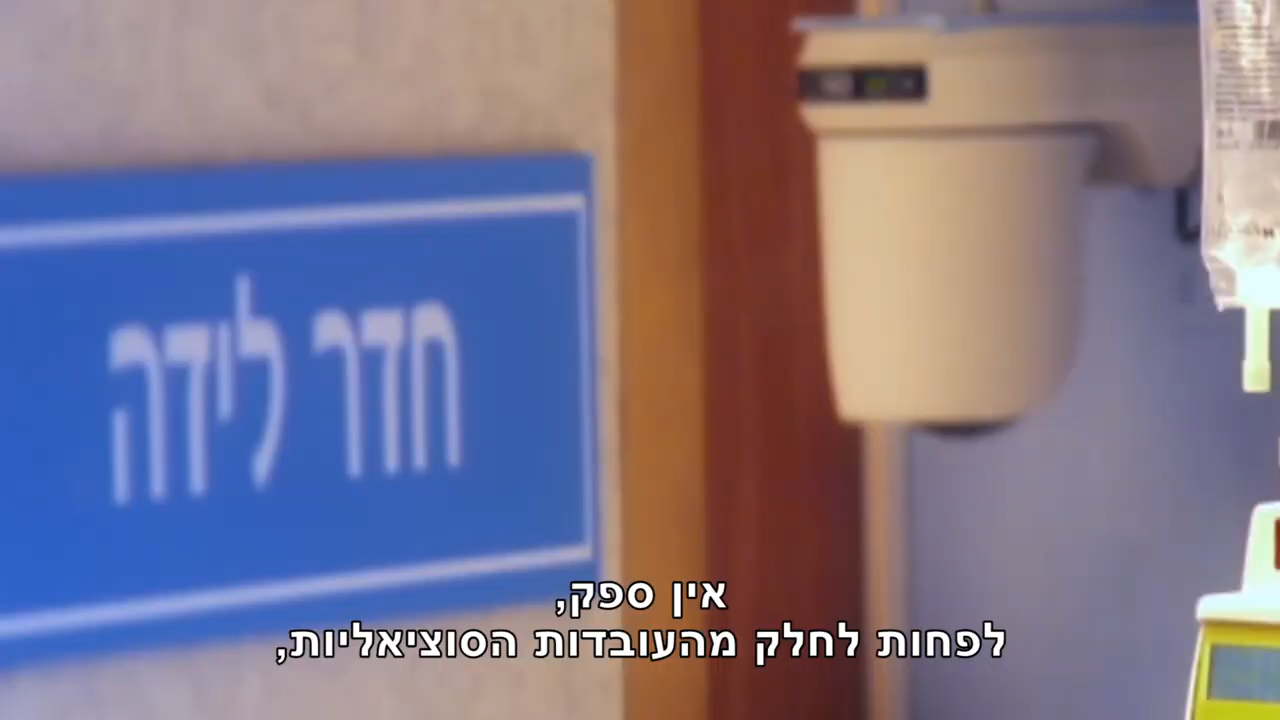 חדר לידה
אין ספק,
לפחות לחלק מהעובדות הסוציאליות,